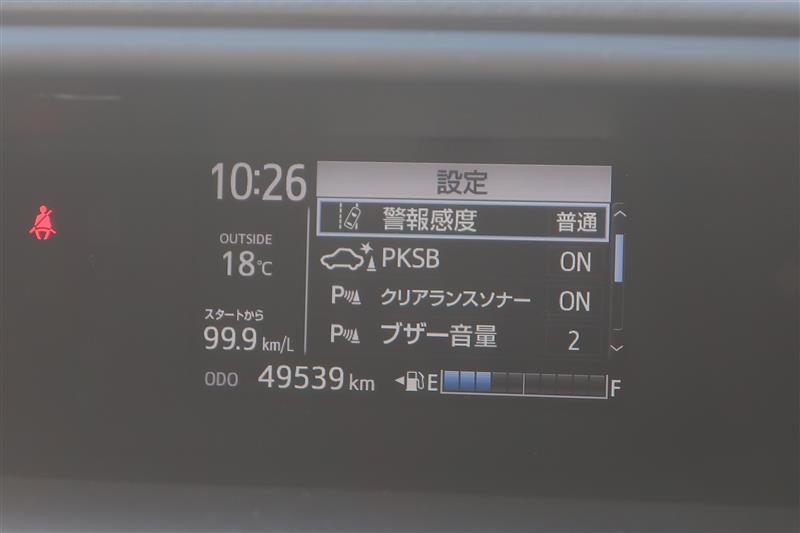 10:26
OUTSIDE
18℃
スタートから
99.9 km/L
設定
警報感度 普通
PKSB ON
P クリアランスソナー ON
P ブザー音量 2
ODO 49539 km
E F